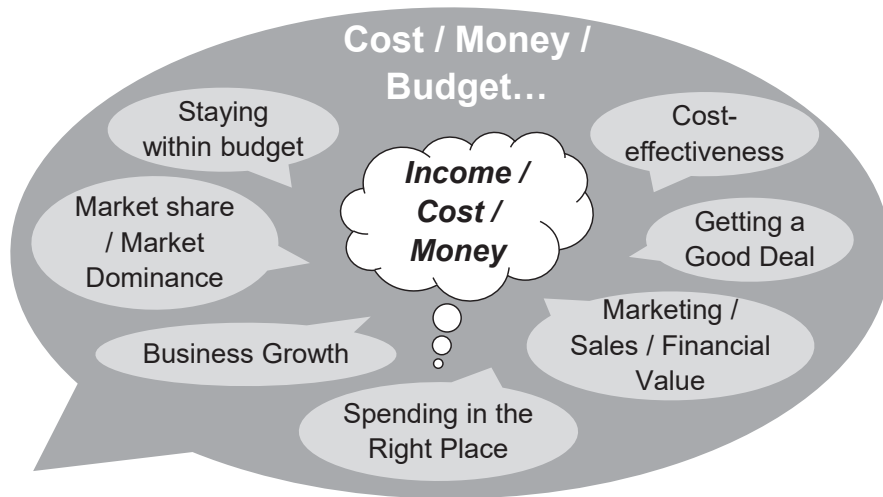 Cost / Money /
Budget…
Staying
within budget
Cost-
effectiveness
Income /
Cost /
Money
Market share
/ Market
Dominance
Getting a
Good Deal
Marketing /
Sales / Financial
Value
Business Growth
Spending in the
Right Place